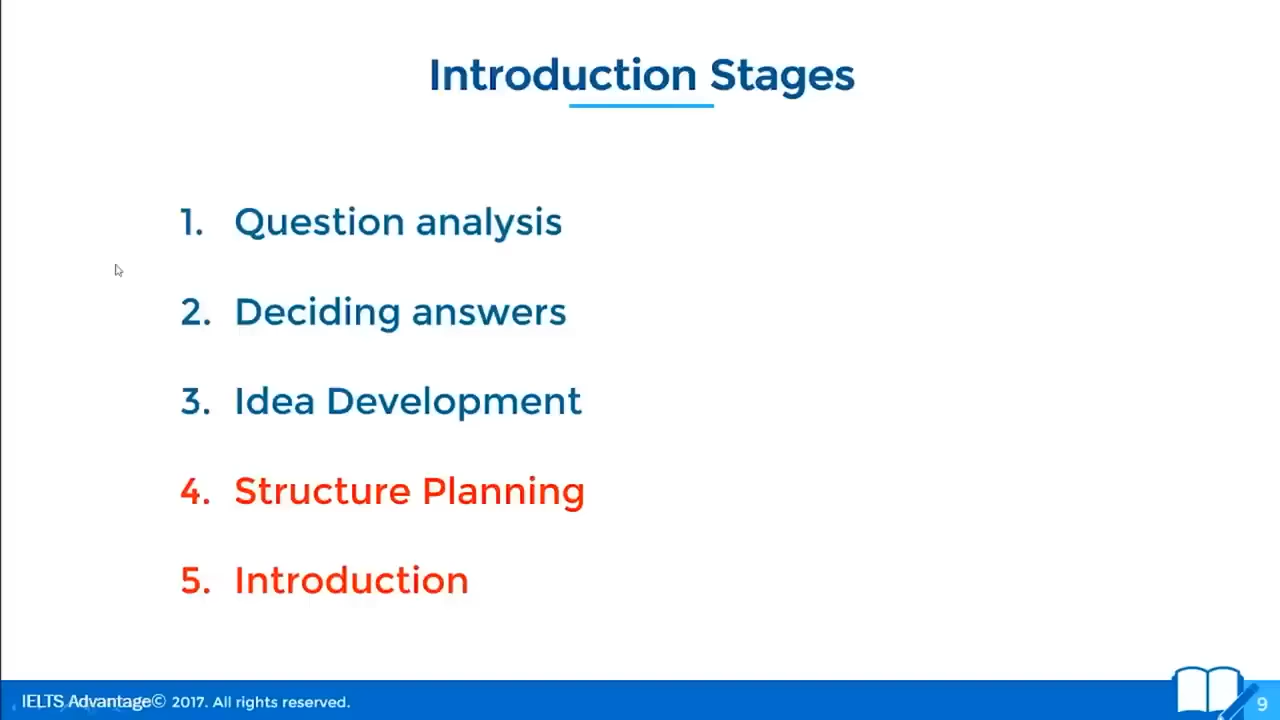 Introduction Stages
1. Question analysis
2. Deciding answers
3. Idea Development
4. Structure Planning
5. Introduction
IELTS Advantage© 2017. All rights reserved.
9